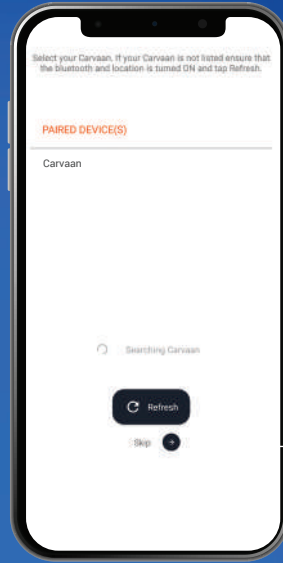 Select your Carvaan. If your Carvaan is not listed ensure that
the bluetooth and location is turned ON and tap Refresh.
PAIRED DEVICE(S)
Carvaan
Searching Carvaan
Refresh
Skip